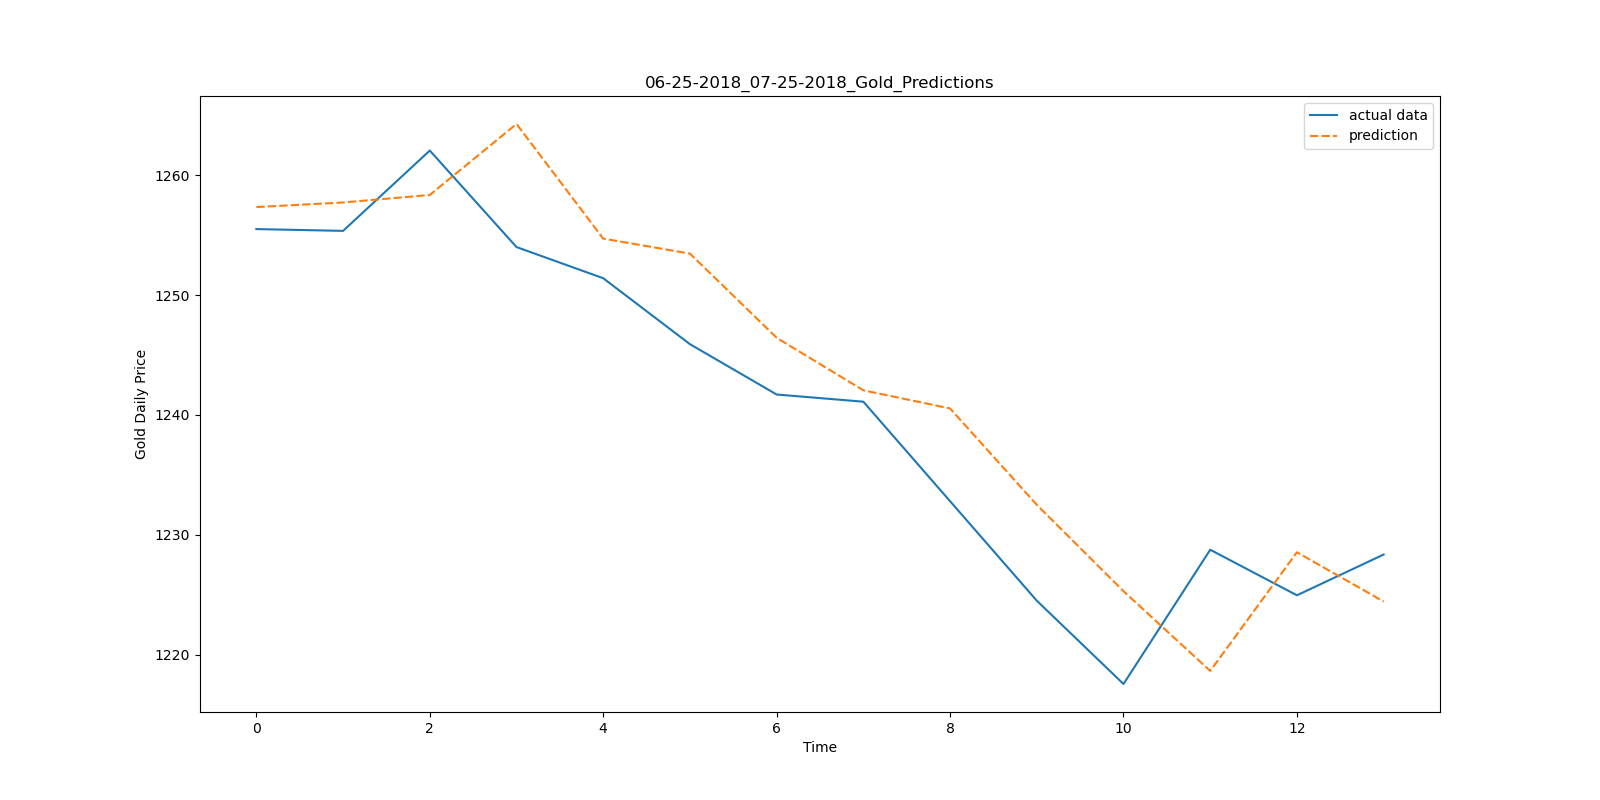 06-25-2018_07-25-2018_Gold_Predictions
actual data
prediction
1260
1250
1240
1230
1220
Gold Daily Price
0 2 4 6 8 10 12
Time